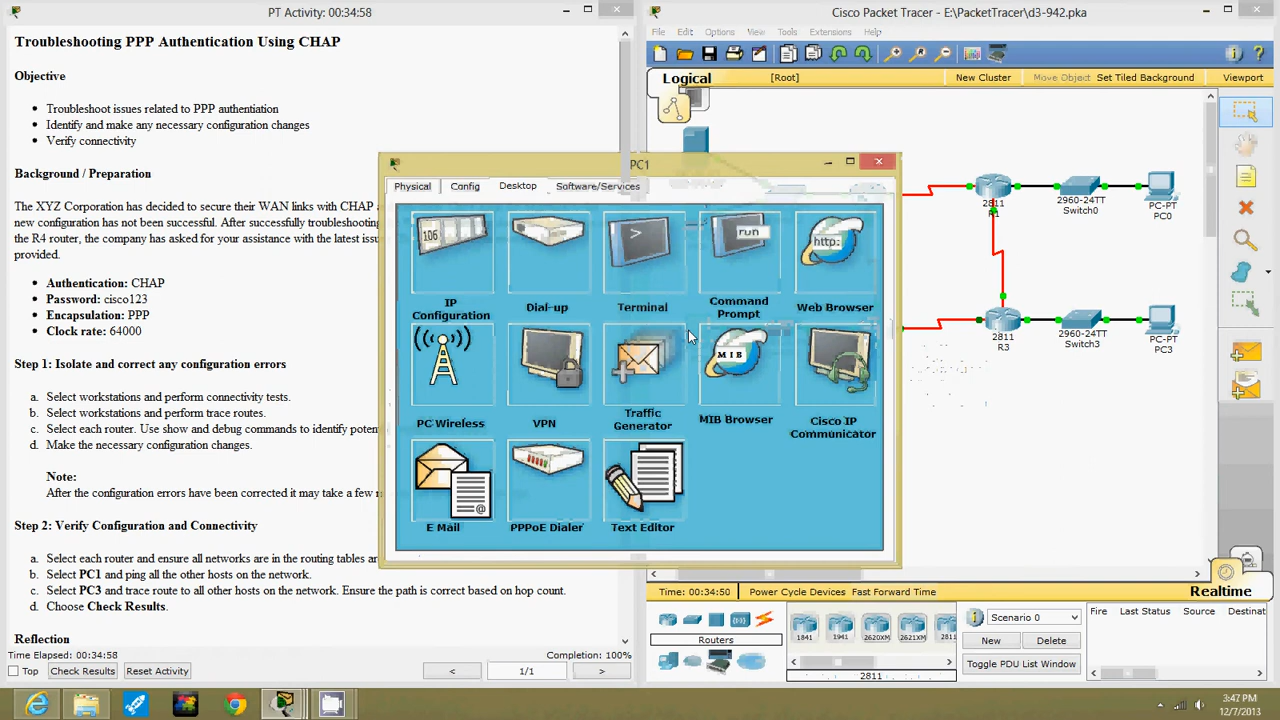 PT Activity: 00:34:58
Troubleshooting PPP Authentication Using CHAP
Objective
Troubleshoot issues related to PPP authentication
Identify and make any necessary configuration changes
Verify connectivity
Background / Preparation
The XYZ Corporation has decided to secure their WAN links with CHAP a
new configuration has not been successful. After successfully troubleshooting
the R4 router, the company has asked for your assistance with the latest issu
provided.
Authentication: CHAP
Password: cisco123
Encapsulation: PPP
Clock rate: 64000
Step 1: Isolate and correct any configuration errors
a. Select workstations and perform connectivity tests.
b. Select workstations and perform trace routes.
c. Select each router. Use show and debug commands to identify poten
d. Make the necessary configuration changes.
Note:
After the configuration errors have been corrected it may take a few
Step 2: Verify Configuration and Connectivity
a. Select each router and ensure all networks are in the routing tables ar
b. Select PC1 and ping all the other hosts on the network.
c. Select PC3 and trace route to all other hosts on the network. Ensure the path is correct based on hop count.
d. Choose Check Results.
Reflection
Time Elapsed: 00:34:58
Completion: 100%
Top
Check Results
Reset Activity
<
1/1
>
Cisco Packet Tracer - E:\PacketTracer\d3-942.pka
File Edit Options View Tools Extensions Help
Logical
[Root]
New Cluster
Move Object
Set Tiled Background
Viewport
2811
2960-24TT
Switch0
PC-PT
PC0
2811
R3
2960-24TT
Switch3
PC-PT
PC3
PC1
Physical
Config
Desktop
Software/Services
106
run
http:
IP
Configuration
Dial-up
Terminal
Command
Prompt
Web Browser
MIB
PC Wireless
VPN
Traffic
Generator
MIB Browser
Cisco IP
Communicator
E Mail
PPPoE Dialer
Text Editor
Time: 00:34:50
Power Cycle Devices
Fast Forward Time
Realtime
Routers
1841
1941
2620XM
2621XM
2811
2811
Scenario 0
New
Delete
Toggle PDU List Window
Fire
Last Status
Source
Destinat
3:47 PM
12/7/2013